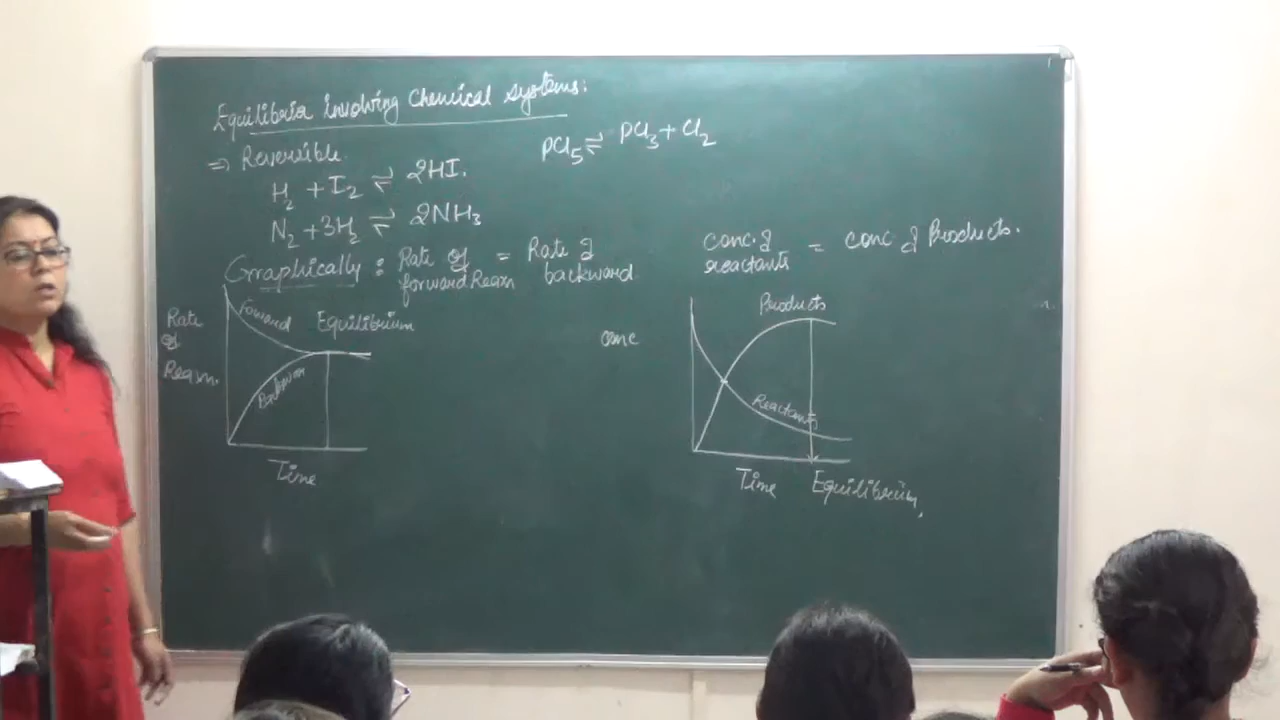 Equilibria involving Chemical systems:
⇒ Reversible.
PCl5 ⇌ PCl3 + Cl2
H2 + I2 ⇌ 2HI.
N2 + 3H2 ⇌ 2NH3
Graphically : Rate of forward Reaxn = Rate of backward
conc. of reactants = conc of Products.
Rate of Reaxn.
Forward
Equilibrium
Backward
Time
conc
Products
Reactants
Time
Equilibrium.